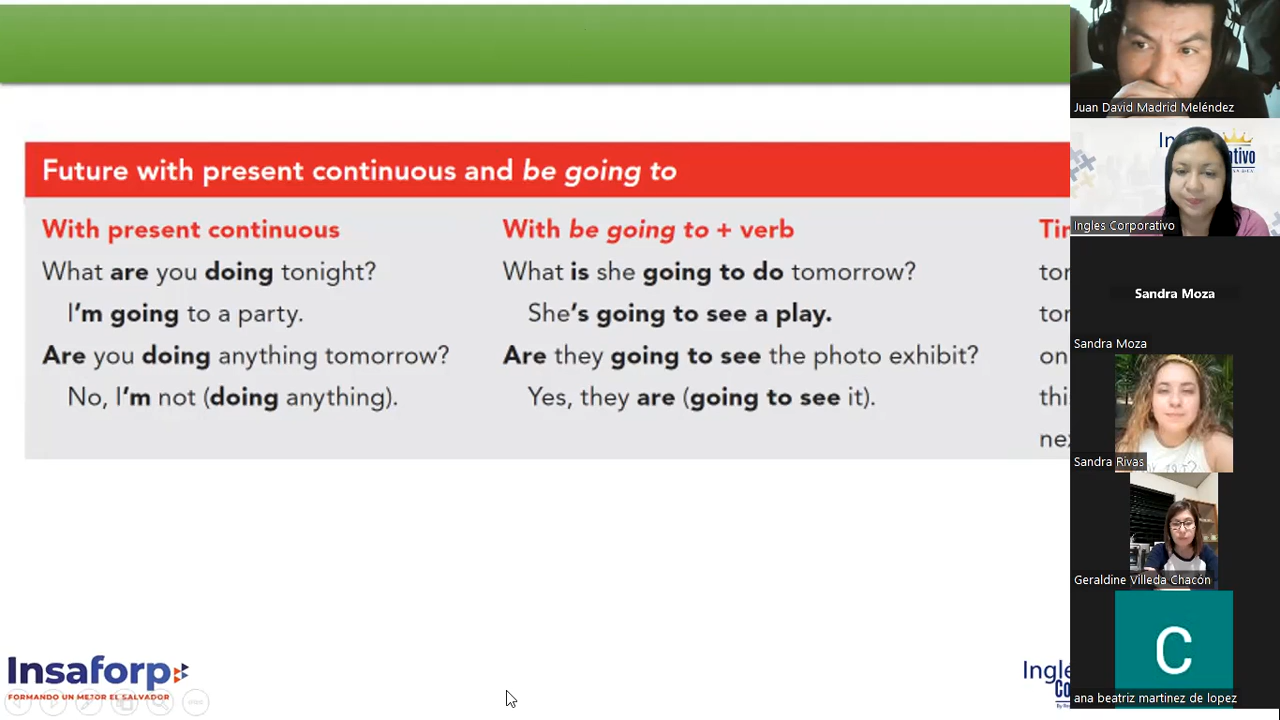 Future with present continuous and be going to
With present continuous
What are you doing tonight?
I'm going to a party.
Are you doing anything tomorrow?
No, I'm not (doing anything).
With be going to + verb
What is she going to do tomorrow?
She's going to see a play.
Are they going to see the photo exhibit?
Yes, they are (going to see it).
Insaforp
FORMANDO UN MEJOR EL SALVADOR
Juan David Madrid Meléndez
Ingles Corporativo
Sandra Moza
Sandra Moza
Sandra Rivas
Geraldine Villeda Chacón
C
ana beatriz martinez de lopez